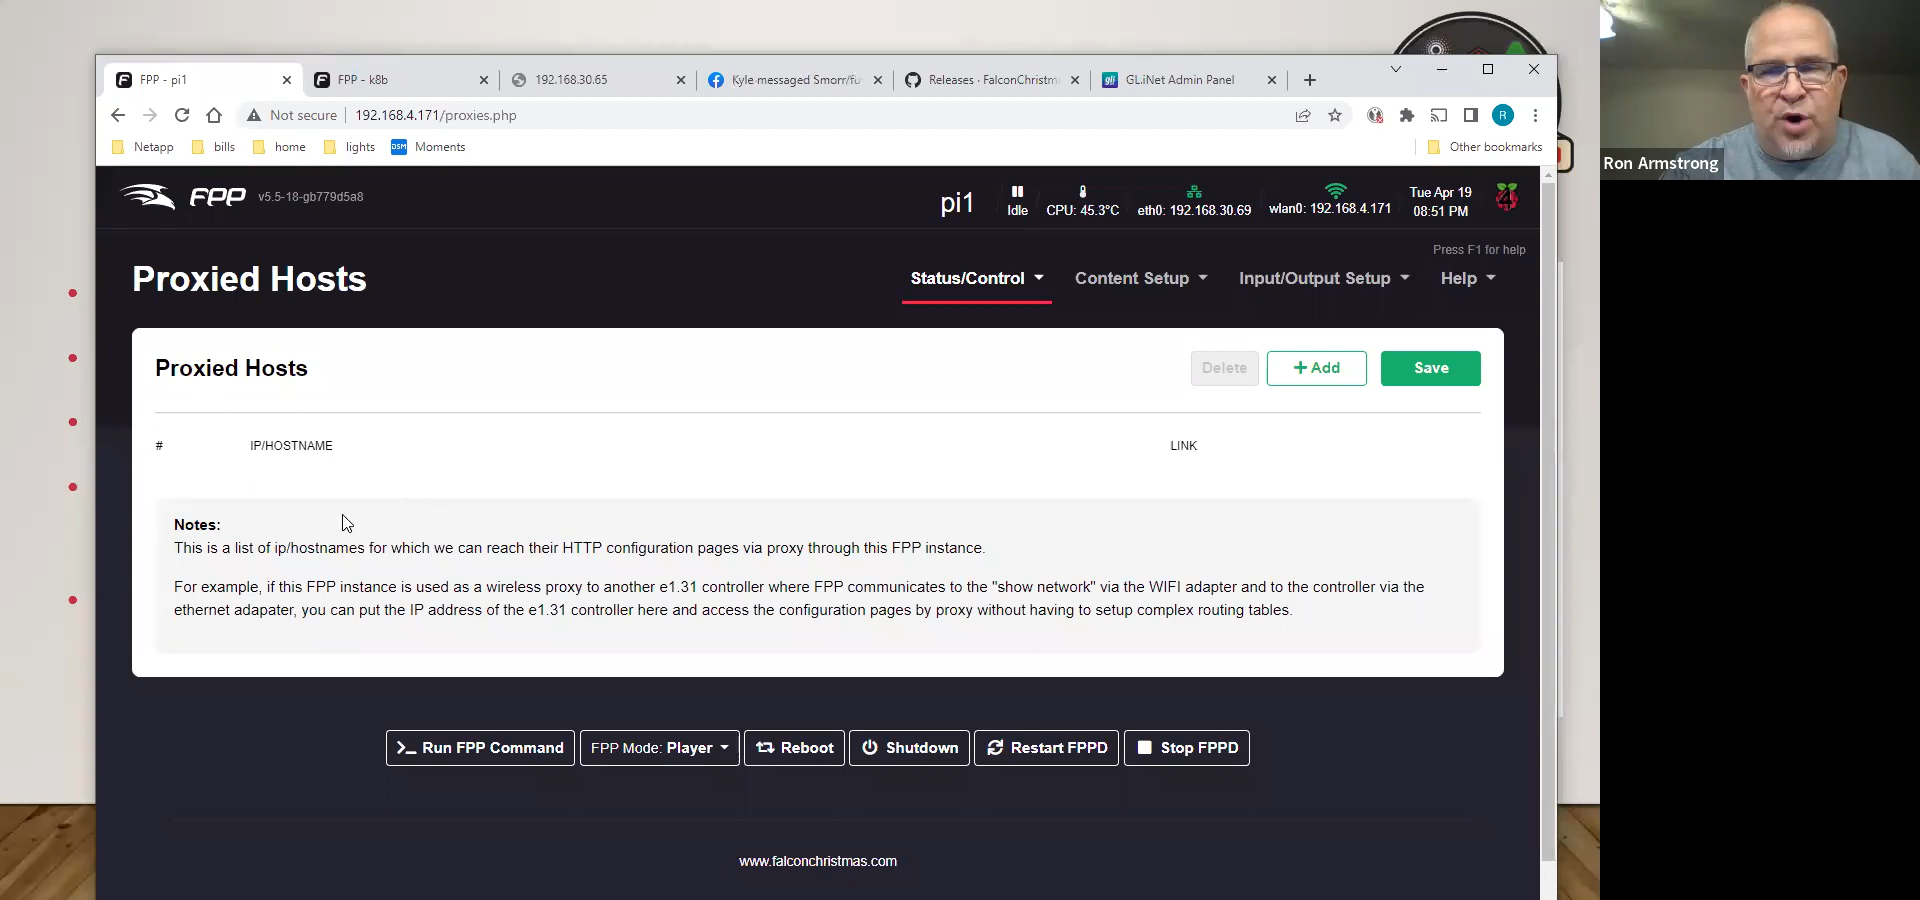 FPP - pi1
FPP - k8b
192.168.30.65
Kyle messaged Smorr/fu
Releases · FalconChristm
GL.iNet Admin Panel
Not secure
192.168.4.171/proxies.php
R
Netapp
bills
home
lights
DSM
Moments
Other bookmarks
FPP
v5.5-18-gb779d5a8
pi1
Idle
CPU: 45.3°C
eth0: 192.168.30.69
wlan0: 192.168.4.171
Tue Apr 19
08:51 PM
4
Press F1 for help
Proxied Hosts
Status/Control
Content Setup
Input/Output Setup
Help
Proxied Hosts
Delete
+ Add
Save
#
IP/HOSTNAME
LINK
Notes:
This is a list of ip/hostnames for which we can reach their HTTP configuration pages via proxy through this FPP instance.
For example, if this FPP instance is used as a wireless proxy to another e1.31 controller where FPP communicates to the "show network" via the WIFI adapter and to the controller via the
ethernet adapater, you can put the IP address of the e1.31 controller here and access the configuration pages by proxy without having to setup complex routing tables.
Run FPP Command
FPP Mode: Player
Reboot
Shutdown
Restart FPPD
Stop FPPD
www.falconchristmas.com
Ron Armstrong